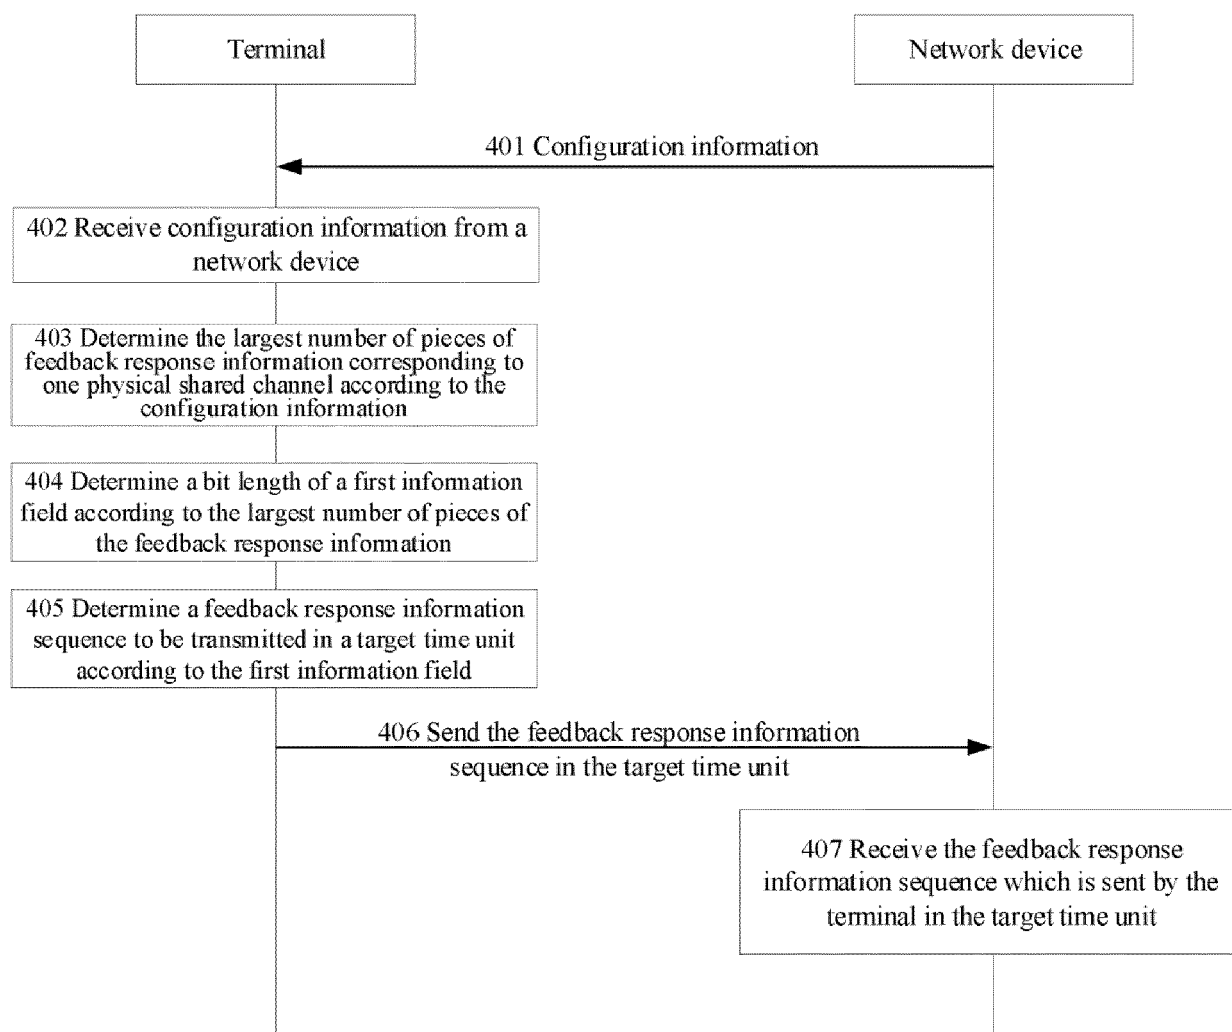 Terminal
Network device
401 Configuration information
402 Receive configuration information from a
network device
403 Determine the largest number of pieces of
feedback response information corresponding to
one physical shared channel according to the
configuration information
404 Determine a bit length of a first information
field according to the largest number of pieces of
the feedback response information
405 Determine a feedback response information
sequence to be transmitted in a target time unit
according to the first information field
406 Send the feedback response information
sequence in the target time unit
407 Receive the feedback response
information sequence which is sent by the
terminal in the target time unit